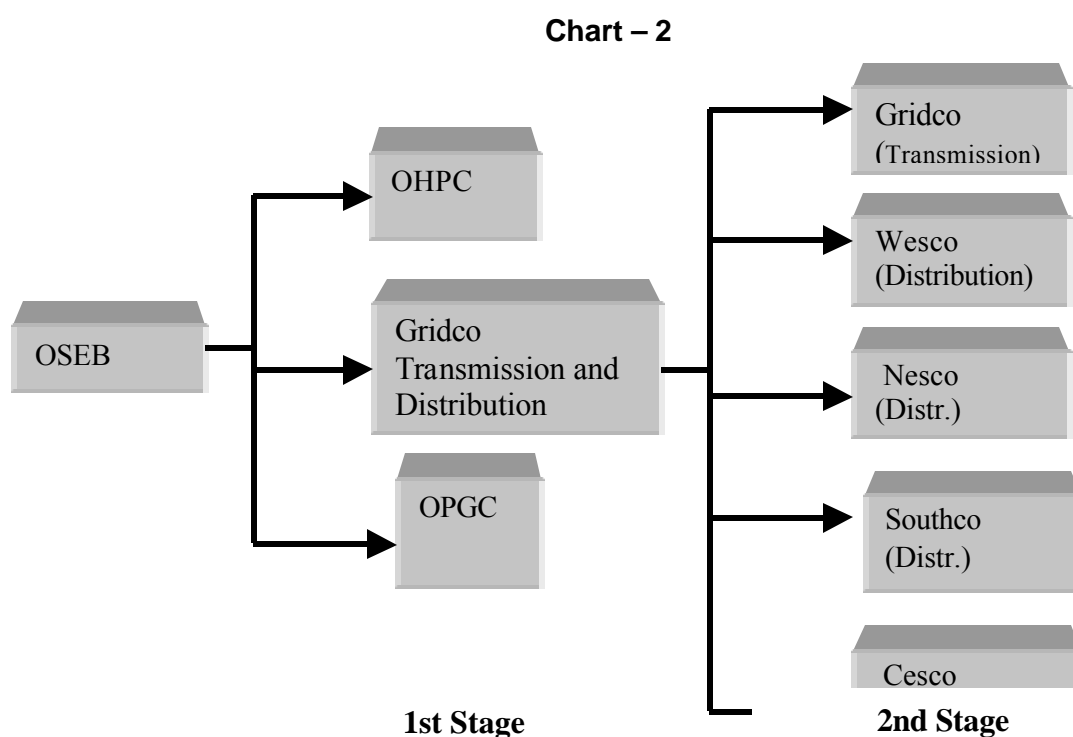 Chart – 2
OSEB
OHPC
Gridco
Transmission and
Distribution
OPGC
1st Stage
Gridco
(Transmission)
Wesco
(Distribution)
Nesco
(Distr.)
Southco
(Distr.)
Cesco
2nd Stage